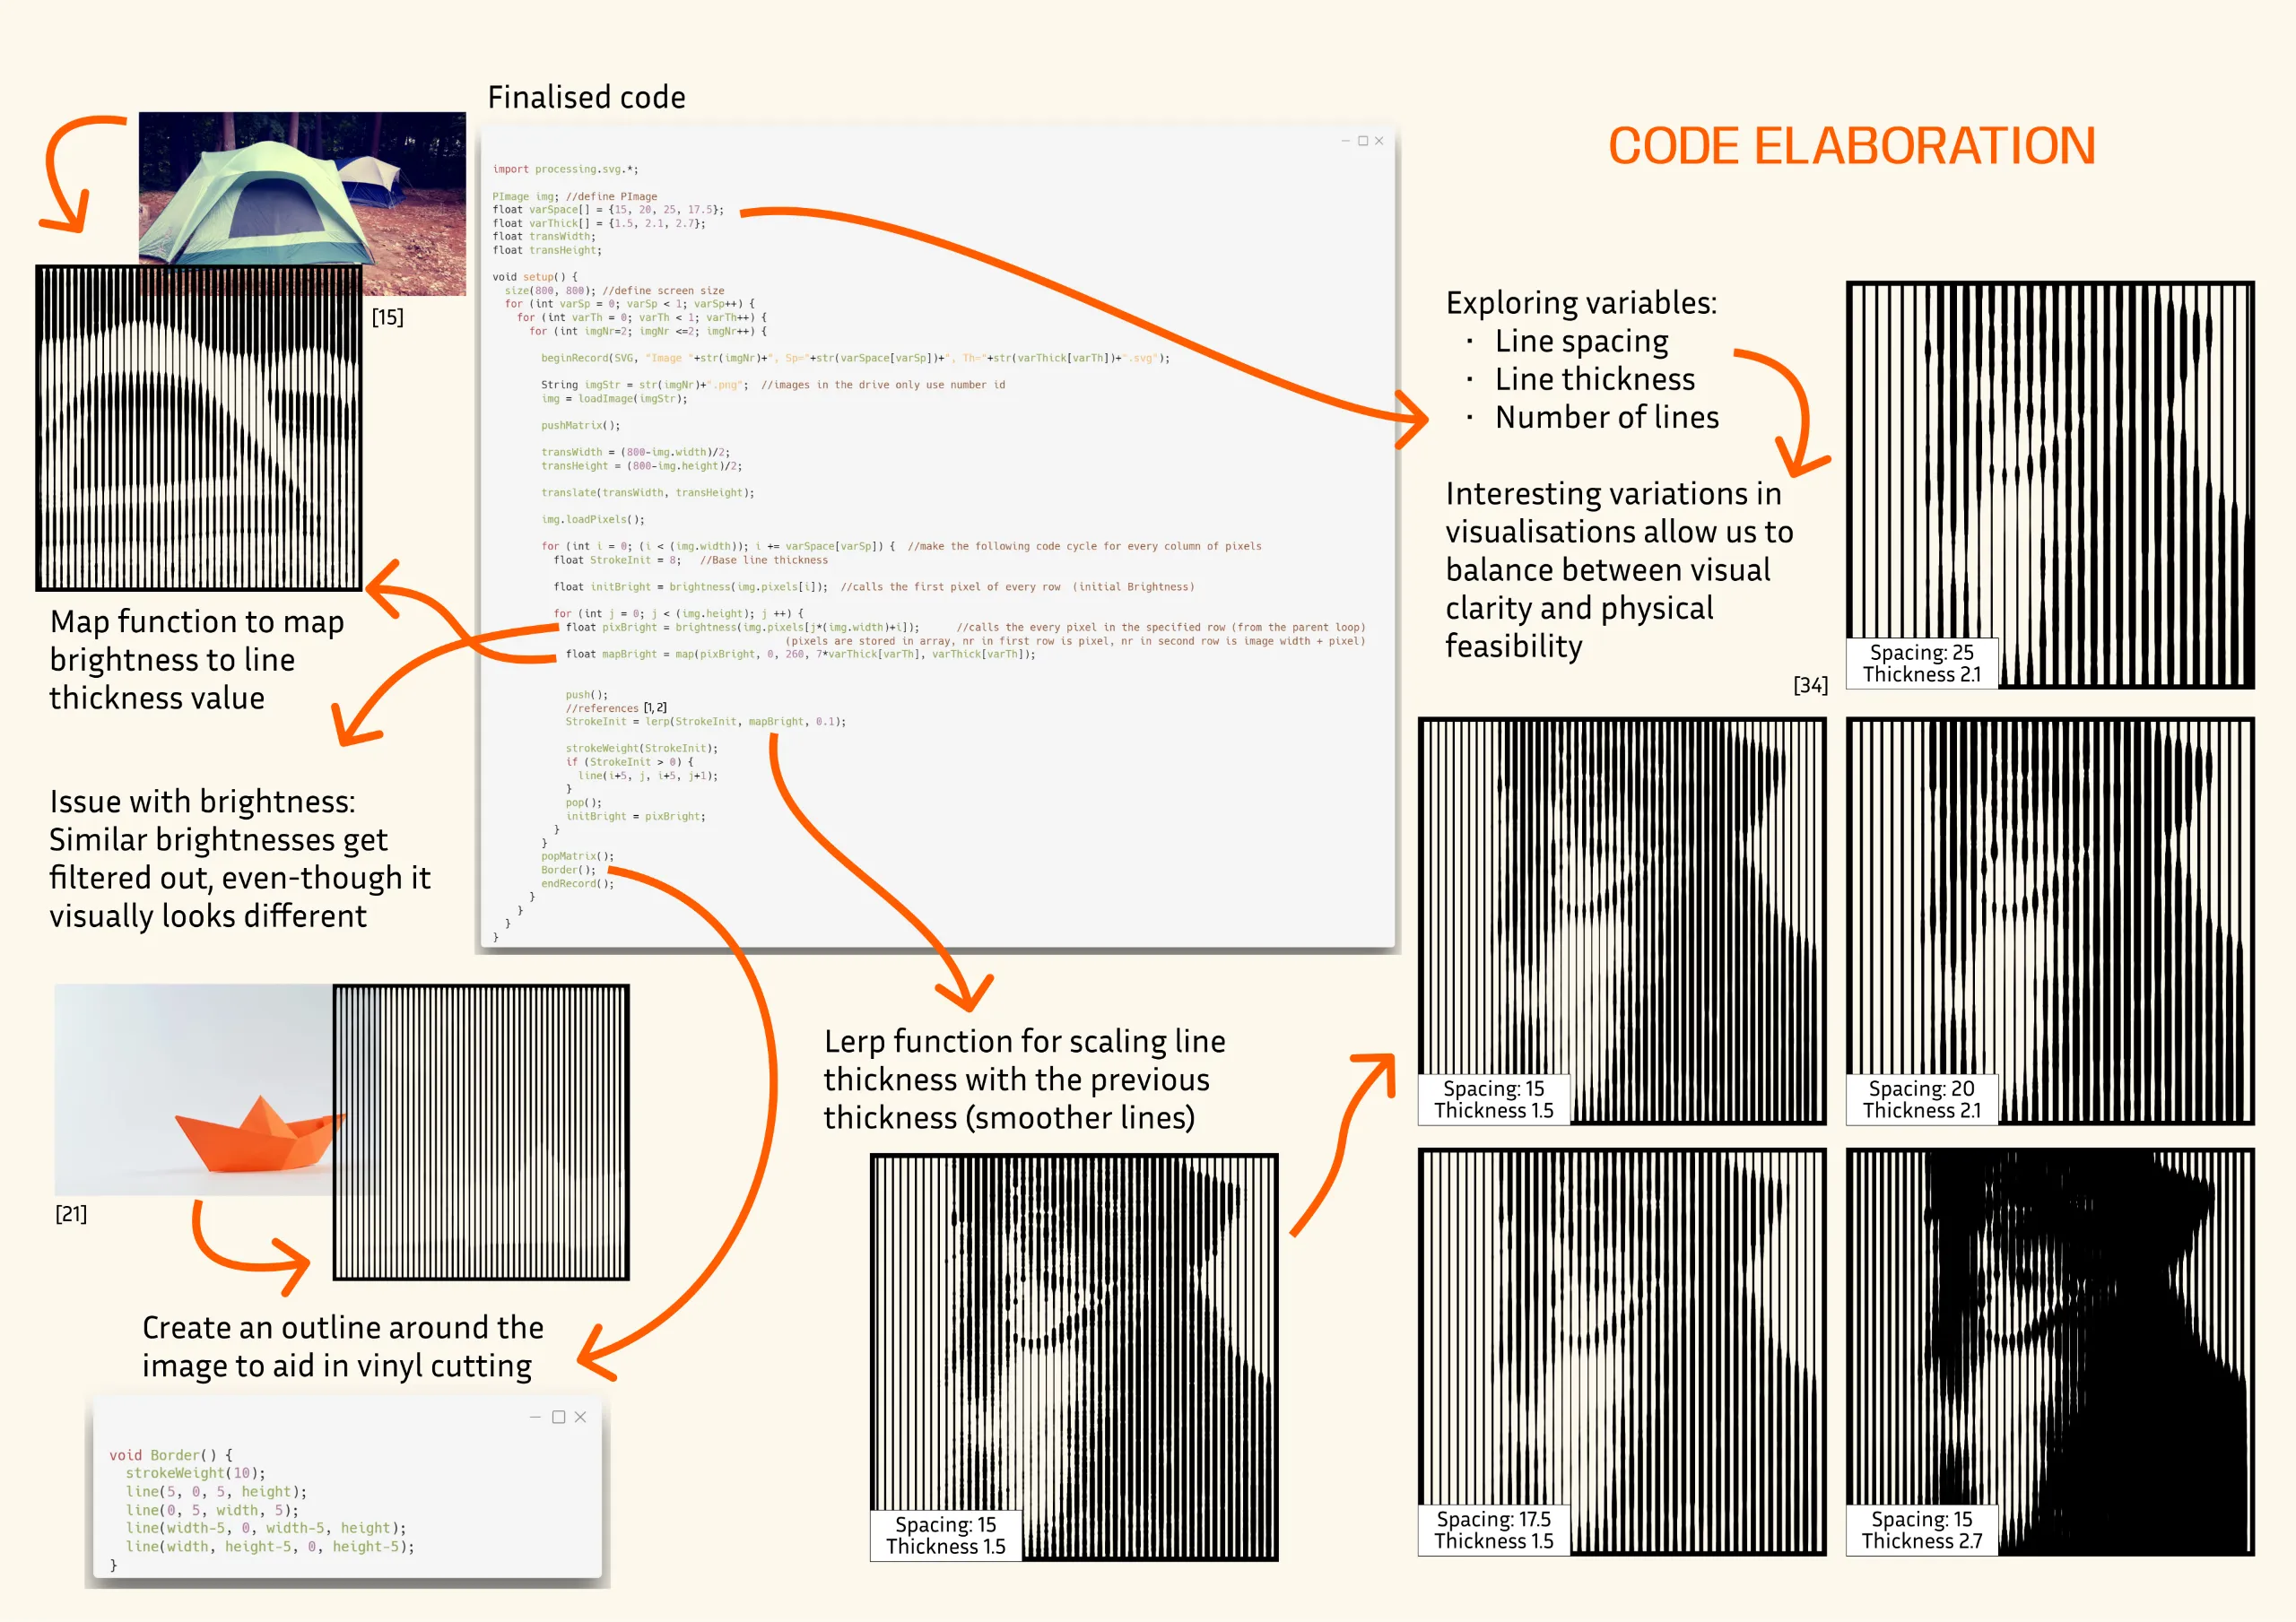 CODE ELABORATION
Finalised code
import processing.svg.*;
PImage img; //define PImage
float varSpace[] = {15, 20, 25, 17.5};
float varThick[] = {1.5, 2.1, 2.7};
float transWidth;
float transHeight;
void setup() {
size(800, 800); //define screen size
for (int varSp = 0; varSp < 1; varSp++) {
for (int varTh = 0; varTh < 1; varTh++) {
for (int imgNr=2; imgNr <=2; imgNr++) {
beginRecord(SVG, "Image "+str(imgNr)+", Sp="+str(varSpace[varSp])+", Th="+str(varThick[varTh])+".svg");
String imgStr = str(imgNr)+".png"; //images in the drive only use number id
img = loadImage(imgStr);
pushMatrix();
transWidth = (800-img.width)/2;
transHeight = (800-img.height)/2;
translate(transWidth, transHeight);
img.loadPixels();
for (int i = 0; (i < (img.width)); i += varSpace[varSp]) { //make the following code cycle for every column of pixels
float StrokeInit = 8; //Base line thickness
float initBright = brightness(img.pixels[i]); //calls the first pixel of every row (initial Brightness)
for (int j = 0; j < (img.height); j ++) {
float pixBright = brightness(img.pixels[j*(img.width)+i]); //calls the every pixel in the specified row (from the parent loop)
(pixels are stored in array, nr in first row is pixel, nr in second row is image width + pixel)
float mapBright = map(pixBright, 0, 260, 7*varThick[varTh], varThick[varTh]);
push();
//references [1, 2]
StrokeInit = lerp(StrokeInit, mapBright, 0.1);
strokeWeight(StrokeInit);
if (StrokeInit > 0) {
line(i+5, j, i+5, j+1);
}
pop();
initBright = pixBright;
}
}
popMatrix();
Border();
endRecord();
}
}
}
}
[15]
Map function to map
brightness to line
thickness value
Issue with brightness:
Similar brightnesses get
filtered out, even-though it
visually looks different
[21]
Create an outline around the
image to aid in vinyl cutting
void Border() {
strokeWeight(10);
line(5, 0, 5, height);
line(0, 5, width, 5);
line(width-5, 0, width-5, height);
line(width, height-5, 0, height-5);
}
Lerp function for scaling line
thickness with the previous
thickness (smoother lines)
Spacing: 15
Thickness 1.5
Exploring variables:
· Line spacing
· Line thickness
· Number of lines
Interesting variations in
visualisations allow us to
balance between visual
clarity and physical
feasibility
[34]
Spacing: 25
Thickness 2.1
Spacing: 15
Thickness 1.5
Spacing: 20
Thickness 2.1
Spacing: 17.5
Thickness 1.5
Spacing: 15
Thickness 2.7